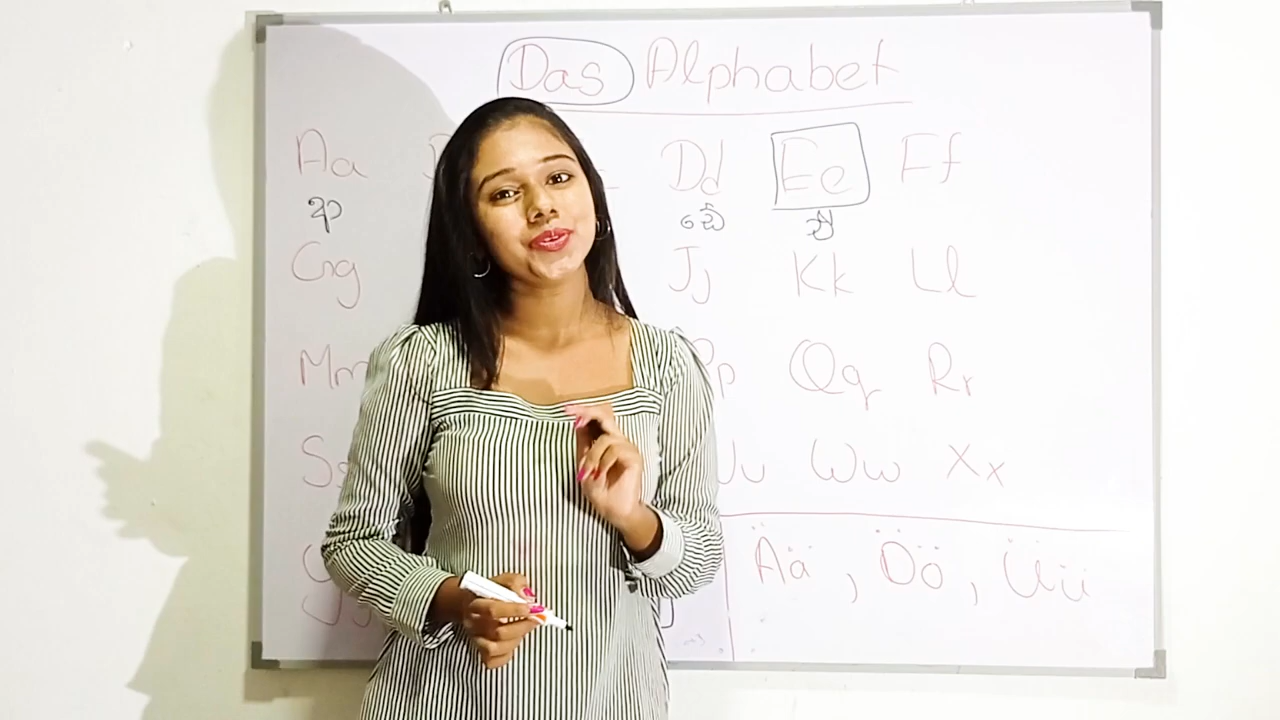 Das Alphabet
Aa Dd Ee Ff
Gg Jj Kk Ll
Mm Pp Qq Rr
Ss Ww Xx
Ää, Öö, Üü